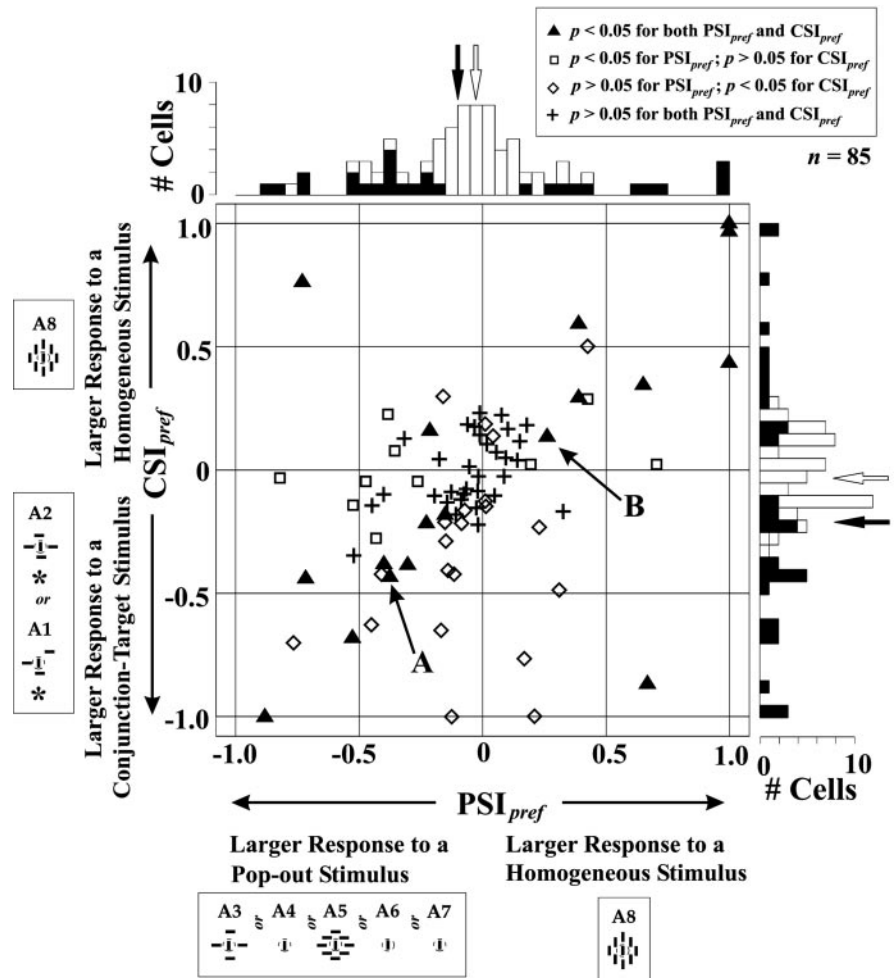 ▲ p < 0.05 for both PSIpref and CSIpref
□ p < 0.05 for PSIpref ; p > 0.05 for CSIpref
◇ p > 0.05 for PSIpref ; p < 0.05 for CSIpref
+ p > 0.05 for both PSIpref and CSIpref
n = 85
# Cells
10
0
1.0
0.5
0
-0.5
-1.0
CSIpref
Larger Response to a
Homogeneous Stimulus
Larger Response to a
Conjunction-Target Stimulus
A8
A2
*
or
A1
*
B
A
-1.0 -0.5 0 0.5 1.0
0 10
# Cells
PSIpref
Larger Response to a
Pop-out Stimulus
A3 or A4 or A5 or A6 or A7
Larger Response to a
Homogeneous Stimulus
A8